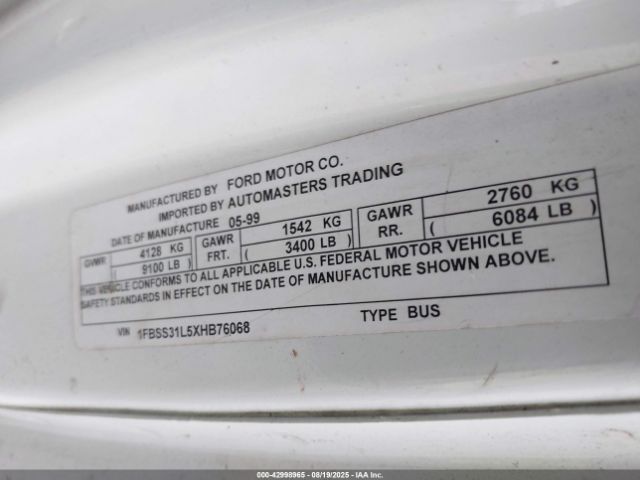 MANUFACTURED BY FORD MOTOR CO.
IMPORTED BY AUTOMASTERS TRADING
DATE OF MANUFACTURE 05-99
GVWR 4128 KG GAWR 1542 KG GAWR 2760 KG
( 9100 LB ) FRT. ( 3400 LB ) RR. ( 6084 LB )
THIS VEHICLE CONFORMS TO ALL APPLICABLE U.S. FEDERAL MOTOR VEHICLE
SAFETY STANDARDS IN EFFECT ON THE DATE OF MANUFACTURE SHOWN ABOVE.
VIN 1FBSS31L5XHB76068 TYPE BUS
000-42998965 - 08/19/2025 - IAA Inc.